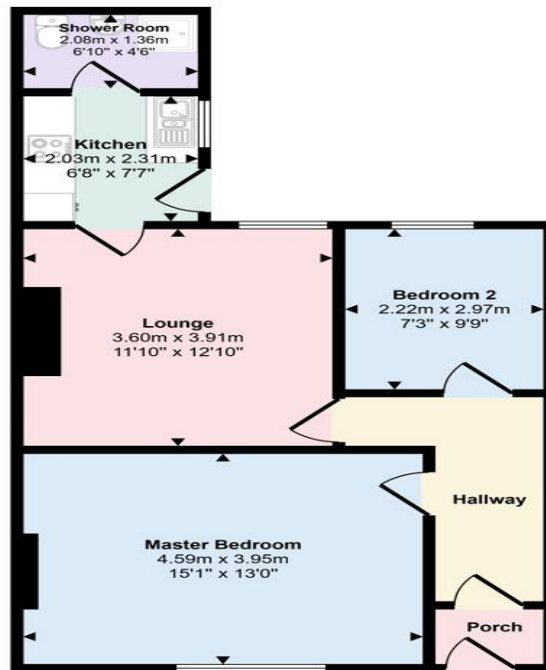 Shower Room
2.08m x 1.36m
6'10" x 4'6"
Kitchen
2.03m x 2.31m
6'8" x 7'7"
Lounge
3.60m x 3.91m
11'10" x 12'10"
Bedroom 2
2.22m x 2.97m
7'3" x 9'9"
Hallway
Master Bedroom
4.59m x 3.95m
15'1" x 13'0"
Porch